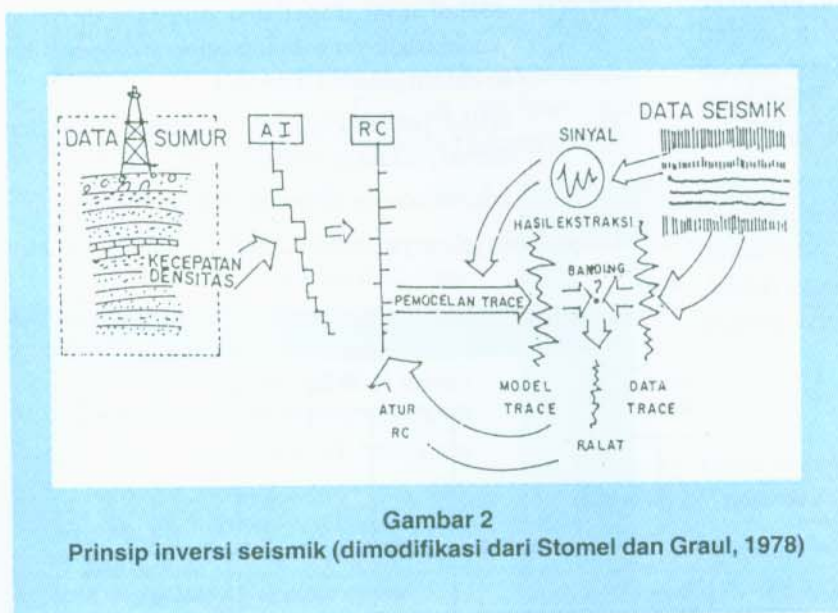 DATA SUMUR
AI
RC
KECEPATAN
DENSITAS
SINYAL
DATA SEISMIK
HASIL EKSTRAKSI
BANDING
?
PEMOCELAN TRACE
MODEL
TRACE
DATA
TRACE
ATUR
RC
RALAT
Gambar 2
Prinsip inversi seismik (dimodifikasi dari Stomel dan Graul, 1978)